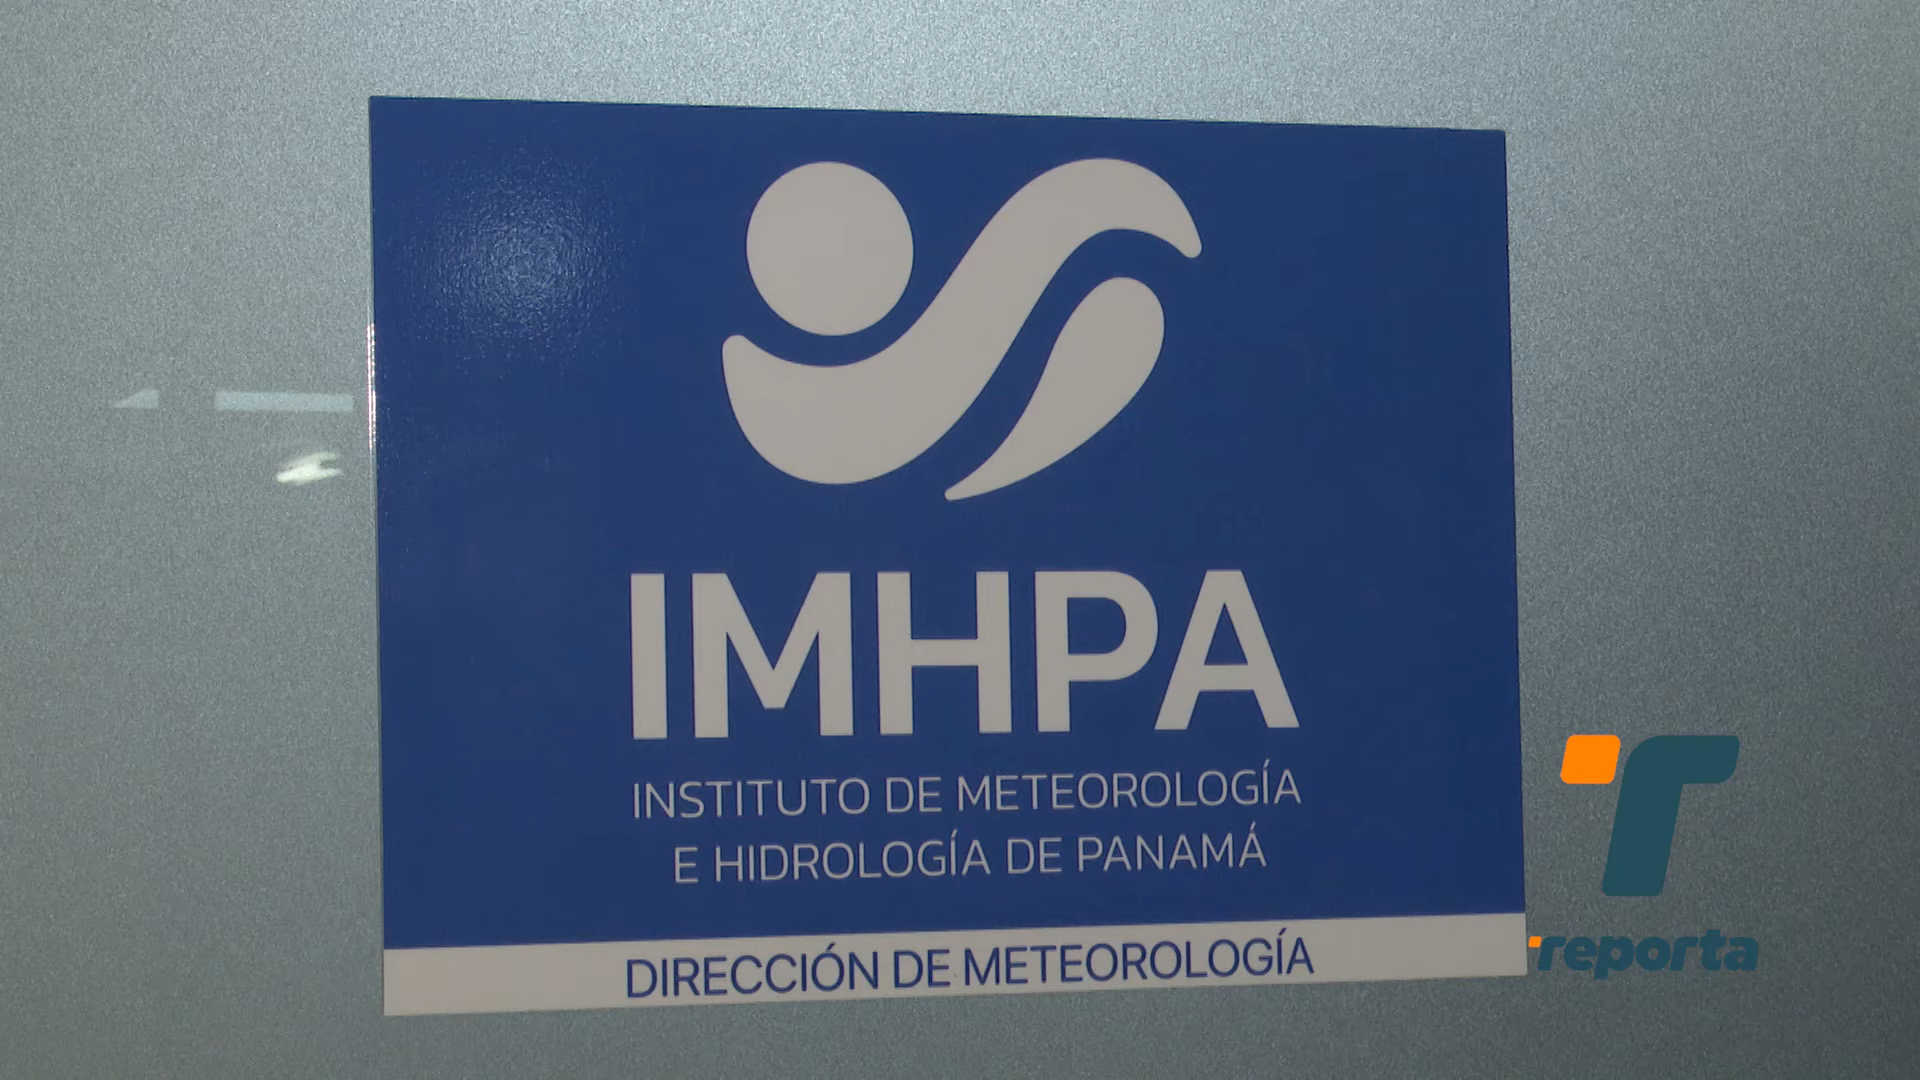 IMHPA
INSTITUTO DE METEOROLOGÍA
E HIDROLOGÍA DE PANAMÁ
DIRECCIÓN DE METEOROLOGÍA
reporta